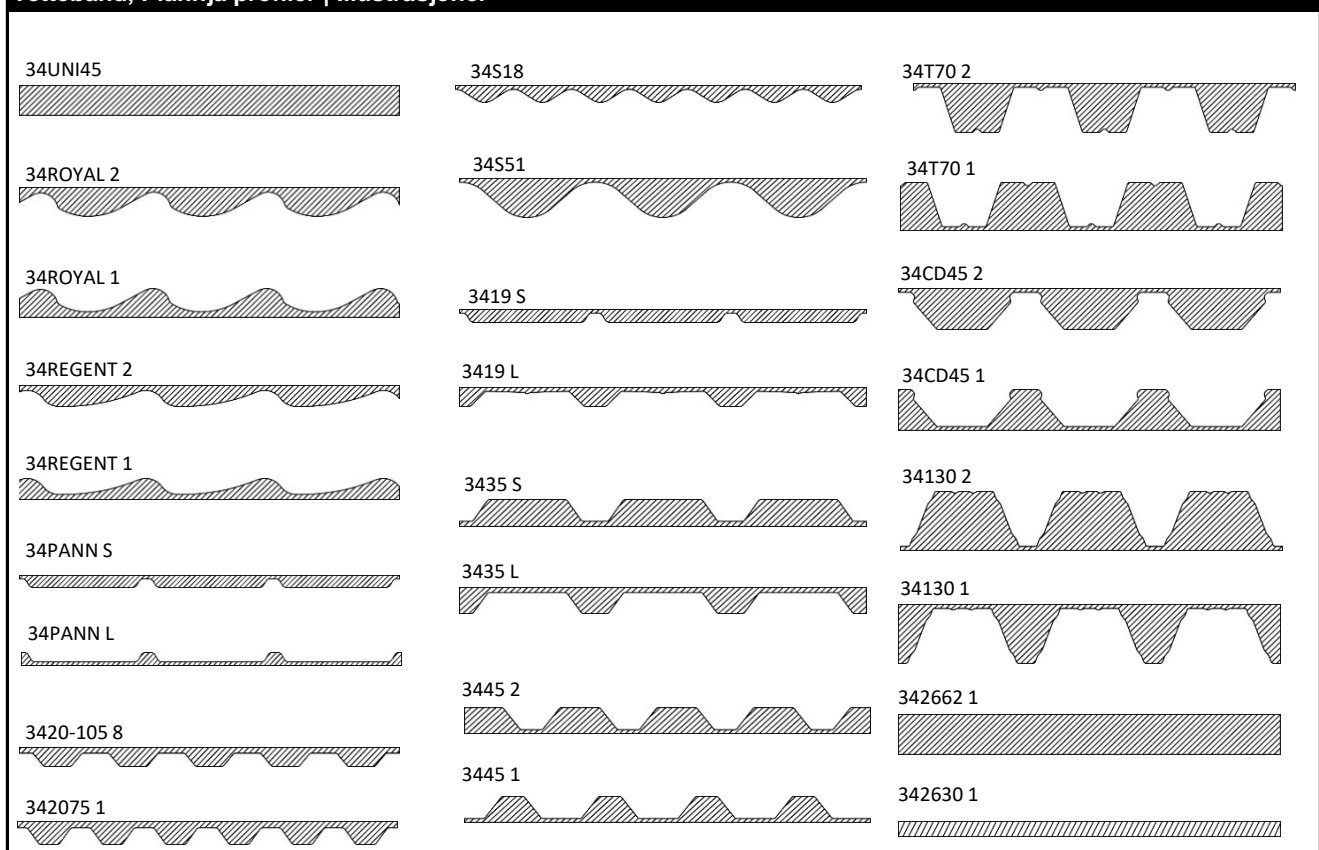 34UNI45
34ROYAL 2
34ROYAL 1
34REGENT 2
34REGENT 1
34PANN S
34PANN L
3420-105 8
342075 1
34S18
34S51
3419 S
3419 L
3435 S
3435 L
3445 2
3445 1
34T70 2
34T70 1
34CD45 2
34CD45 1
34130 2
34130 1
342662 1
342630 1